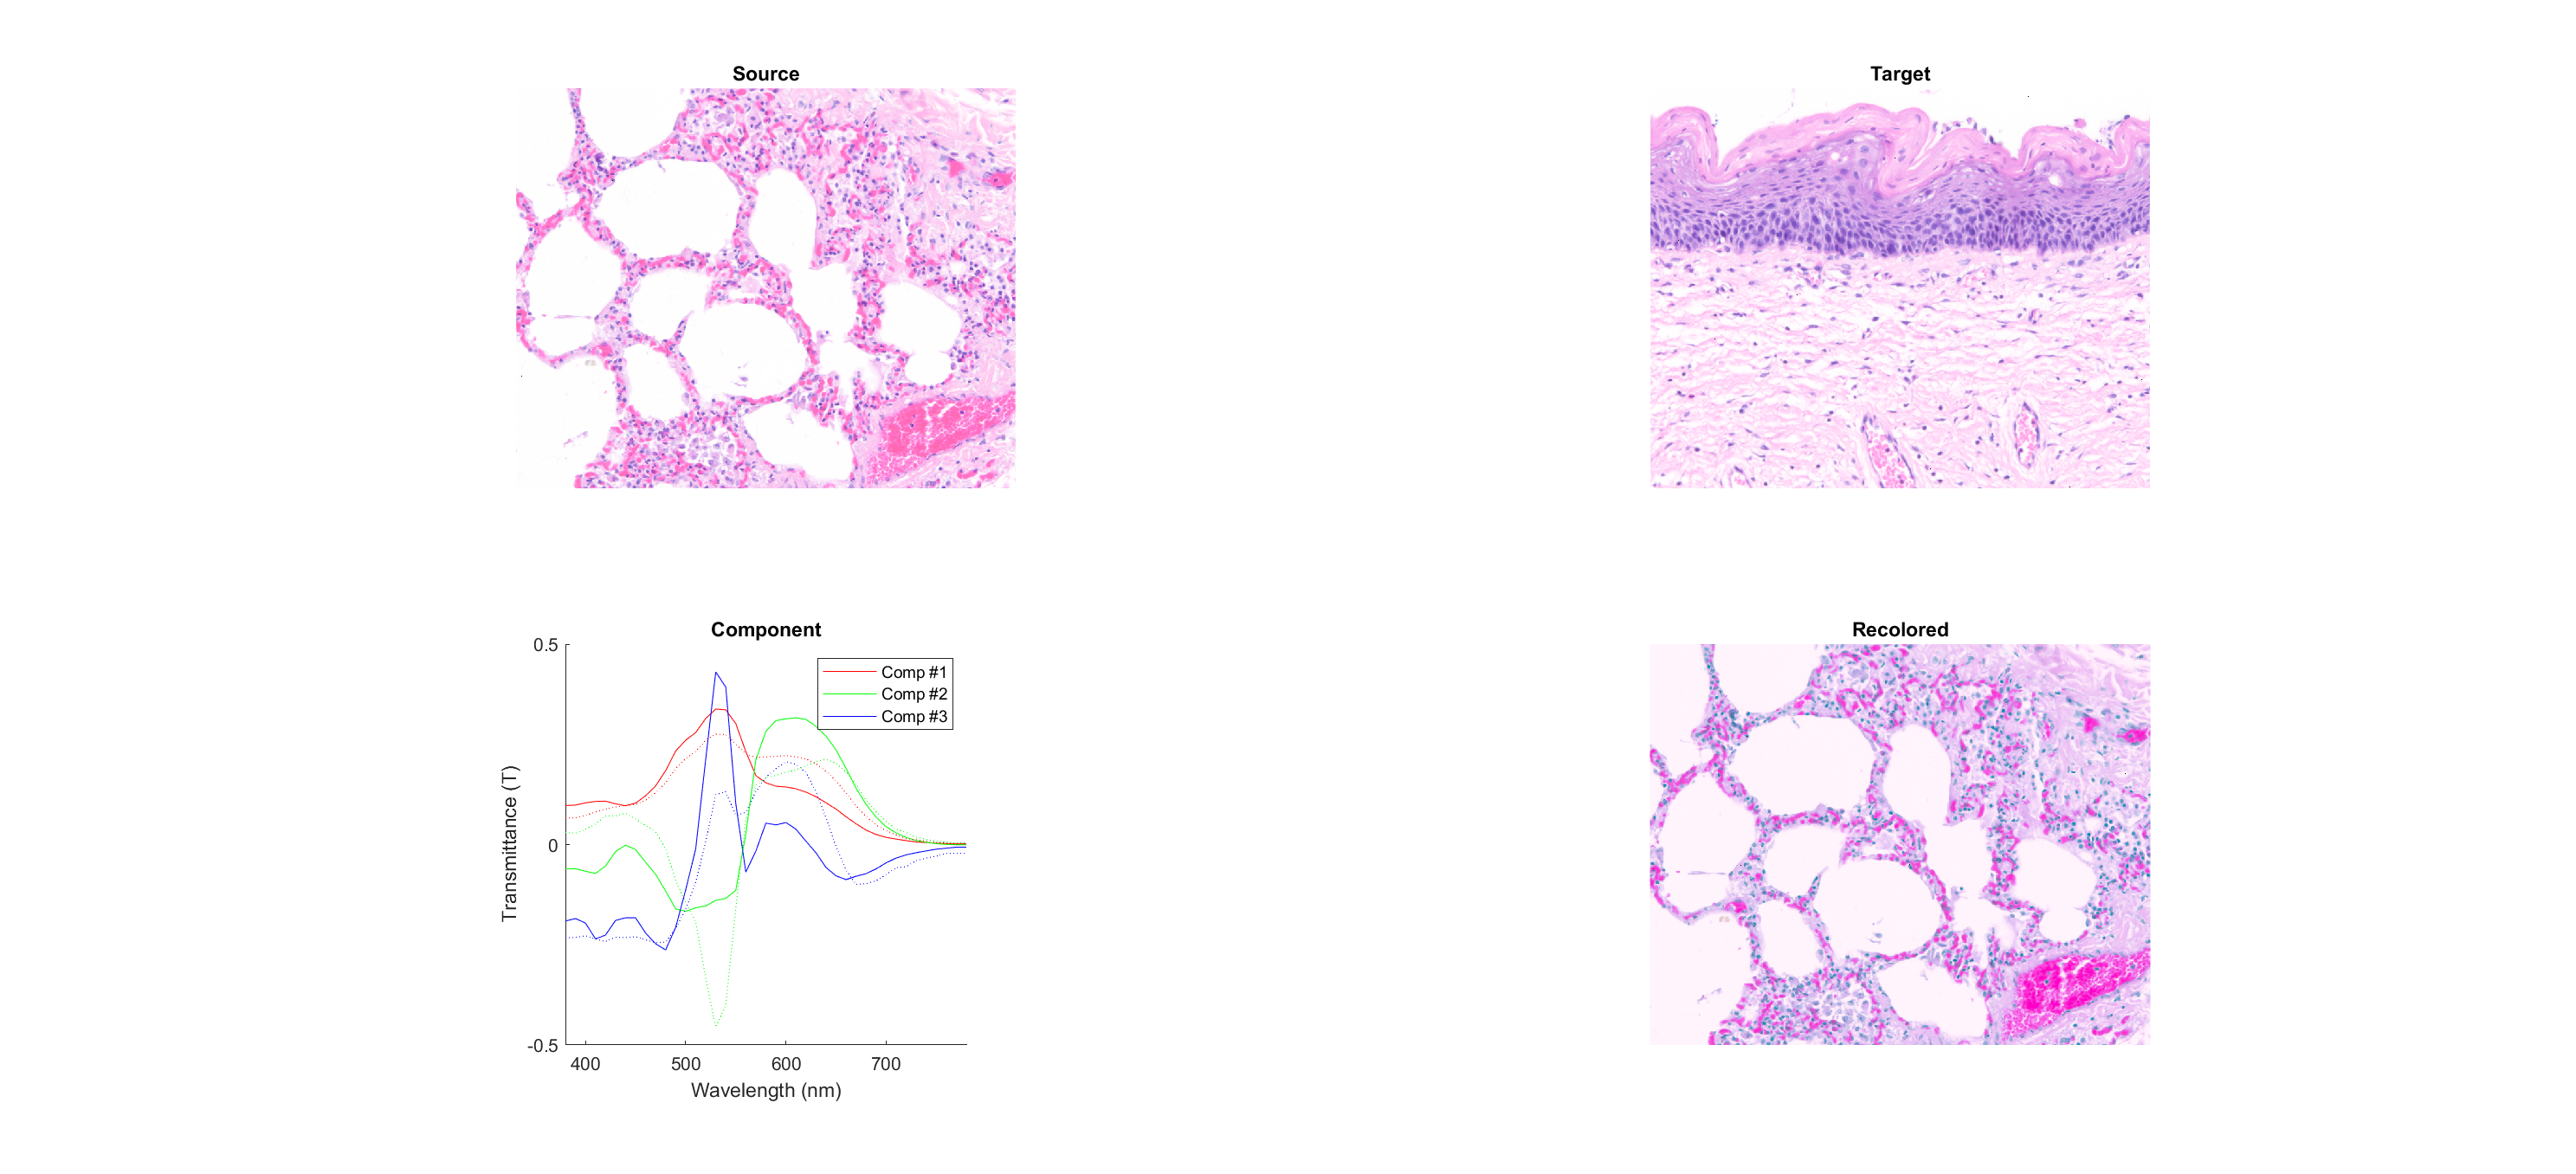 Source
Target
Component
0.5
0
-0.5
Transmittance (T)
Comp #1
Comp #2
Comp #3
400 500 600 700
Wavelength (nm)
Recolored